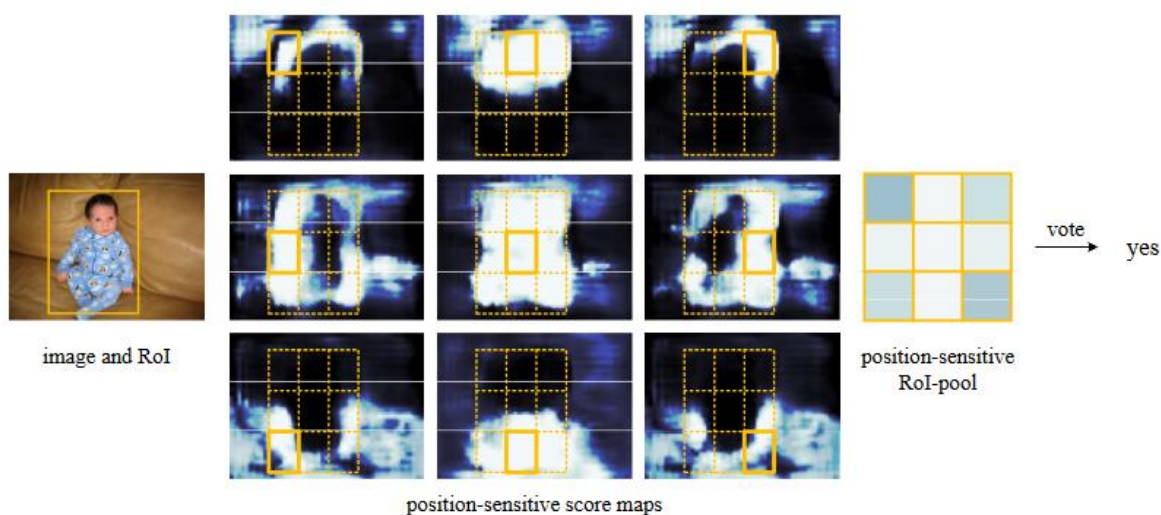 image and RoI
position-sensitive score maps
position-sensitive
RoI-pool
vote
yes